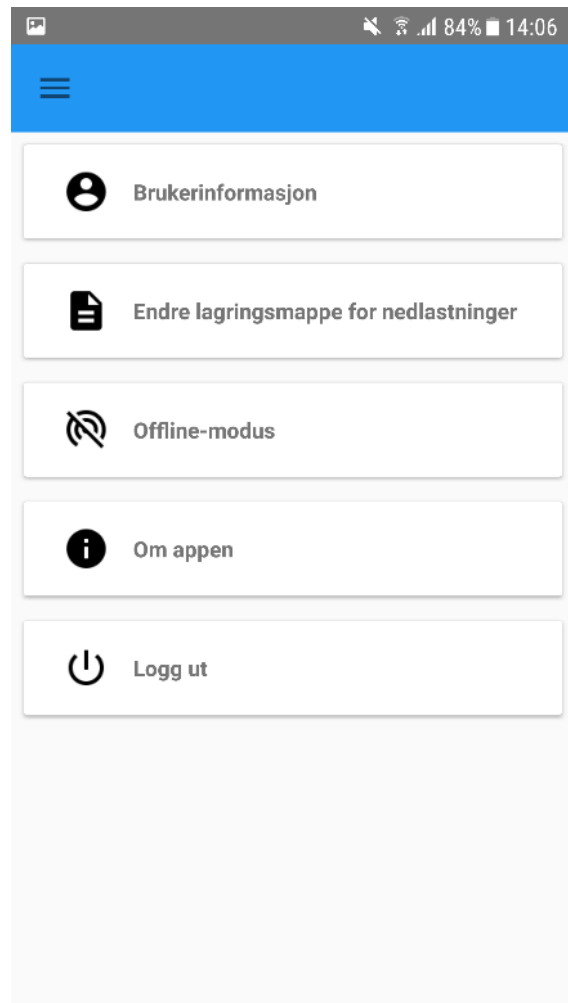 84% 14:06
Brukerinformasjon
Endre lagringsmappe for nedlastninger
Offline-modus
Om appen
Logg ut